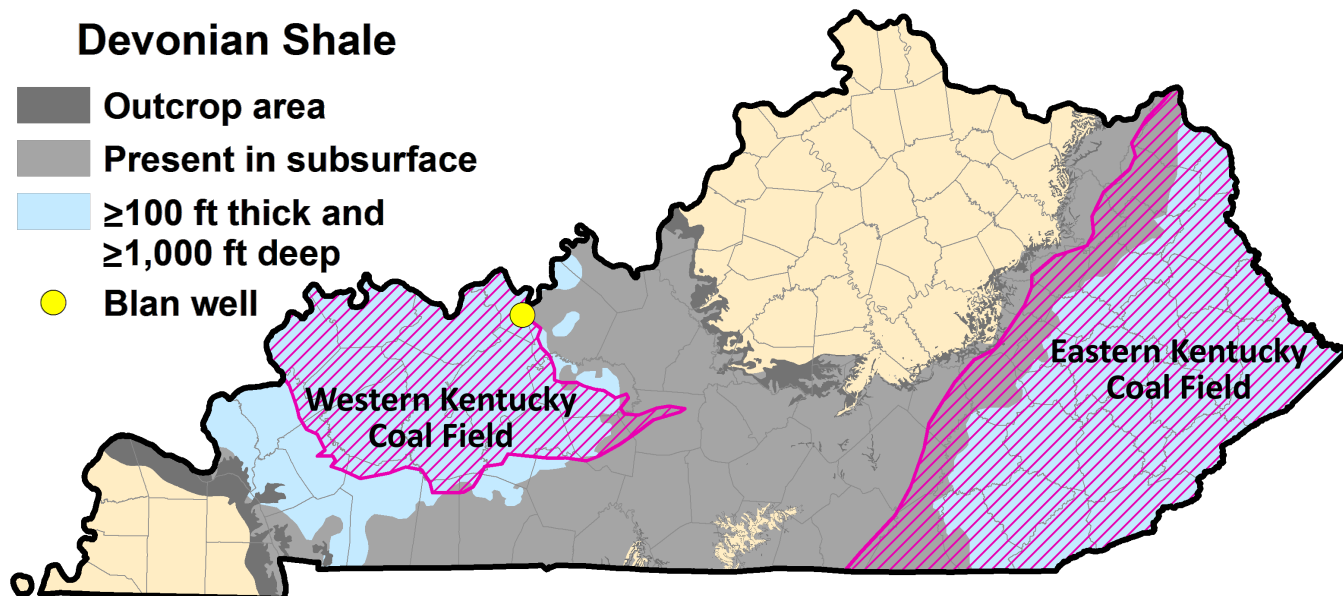 Devonian Shale
Outcrop area
Present in subsurface
≥100 ft thick and
≥1,000 ft deep
Blan well
Western Kentucky
Coal Field
Eastern Kentucky
Coal Field